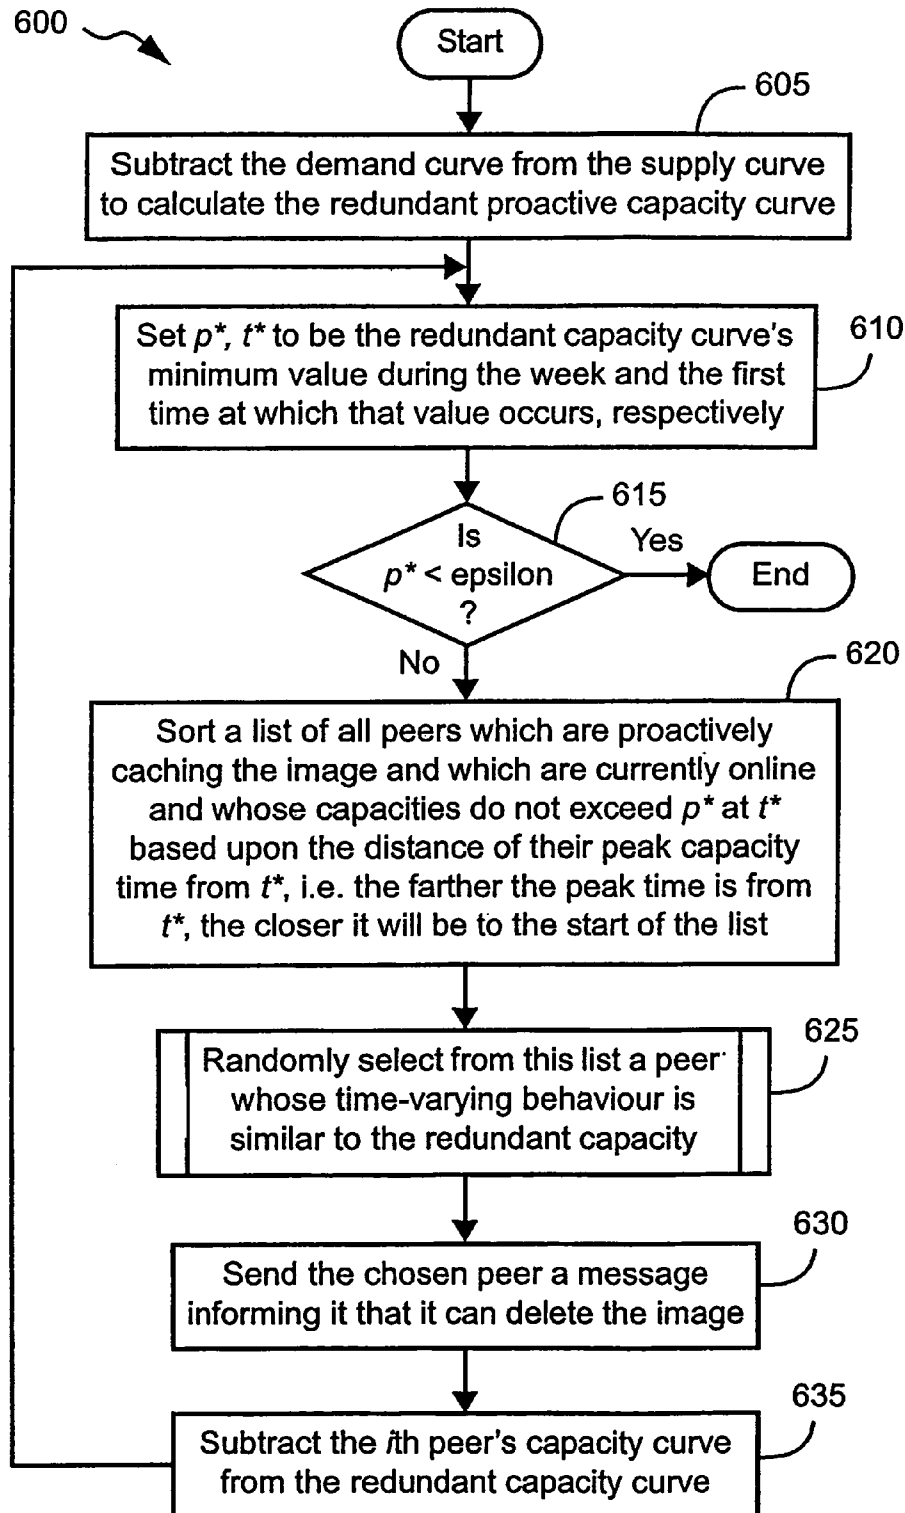 600
Start
605
Subtract the demand curve from the supply curve
to calculate the redundant proactive capacity curve
610
Set p*, t* to be the redundant capacity curve's
minimum value during the week and the first
time at which that value occurs, respectively
615
Is
p* < epsilon
?
Yes
End
No
620
Sort a list of all peers which are proactively
caching the image and which are currently online
and whose capacities do not exceed p* at t*
based upon the distance of their peak capacity
time from t*, i.e. the farther the peak time is from
t*, the closer it will be to the start of the list
625
Randomly select from this list a peer
whose time-varying behaviour is
similar to the redundant capacity
630
Send the chosen peer a message
informing it that it can delete the image
635
Subtract the ith peer's capacity curve
from the redundant capacity curve